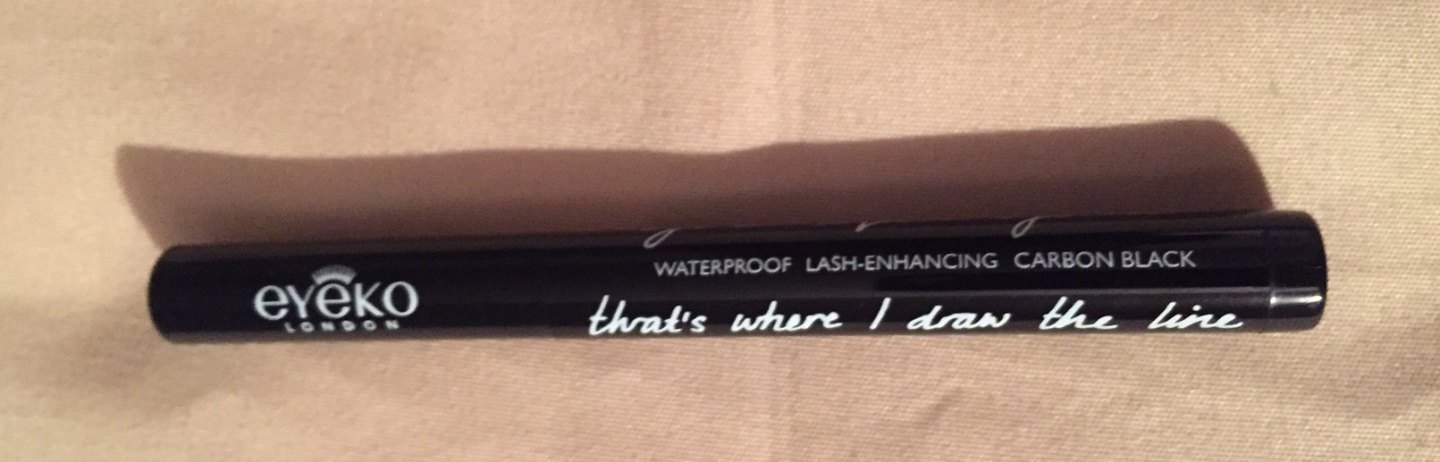 eyeko
LONDON
WATERPROOF LASH-ENHANCING CARBON BLACK
that's where I draw the line